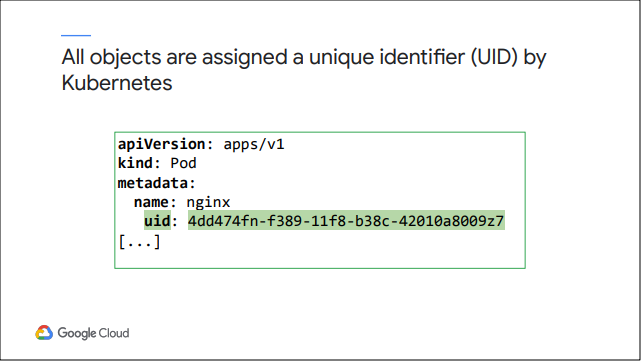 All objects are assigned a unique identifier (UID) by
Kubernetes
apiVersion: apps/v1
kind: Pod
metadata:
name: nginx
uid: 4dd474fn-f389-11f8-b38c-42010a8009z7
[...]
Google Cloud